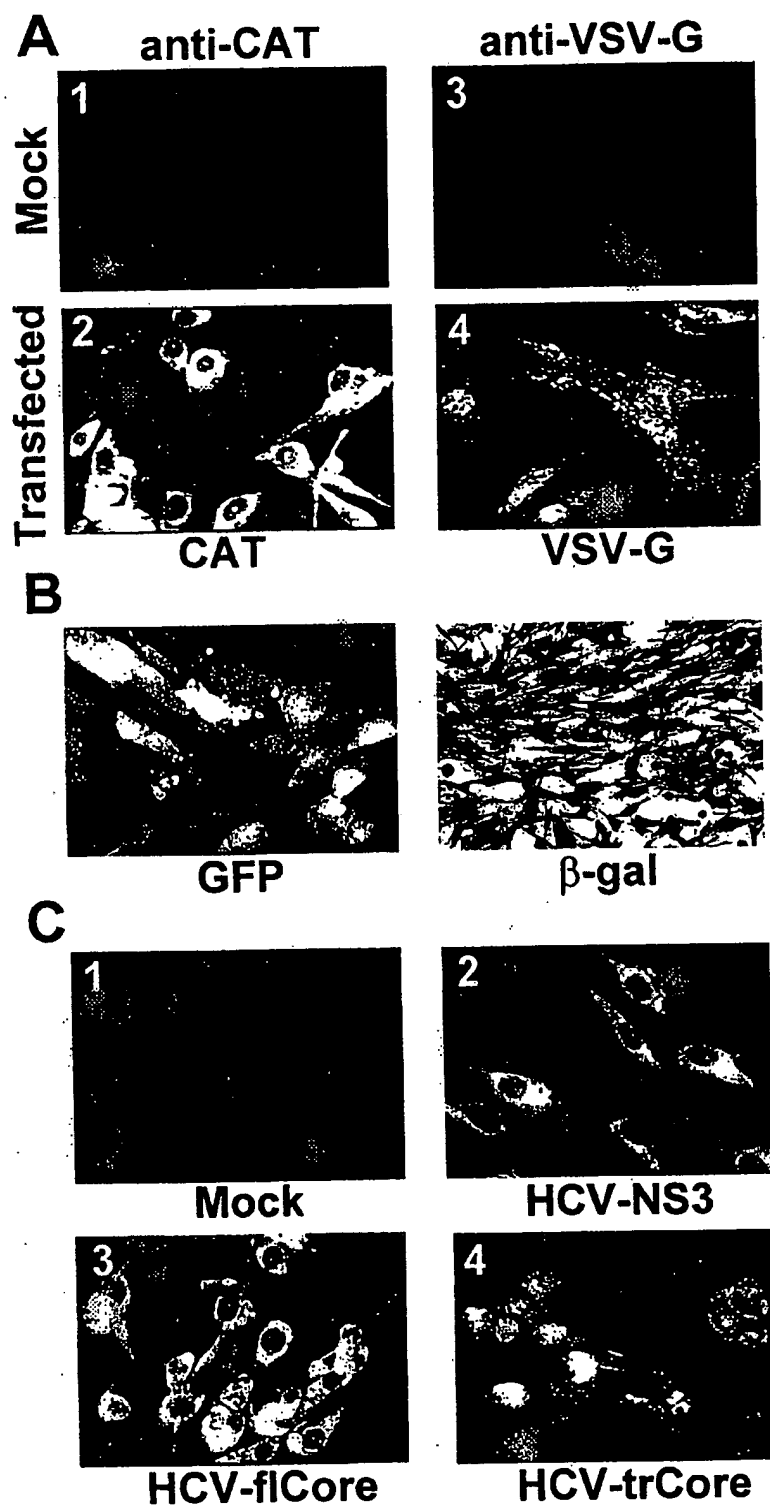 A
anti-CAT
anti-VSV-G
Mock
1
3
Transfected
2
4
CAT
VSV-G
B
GFP
β-gal
C
1
2
Mock
HCV-NS3
3
4
HCV-flCore
HCV-trCore